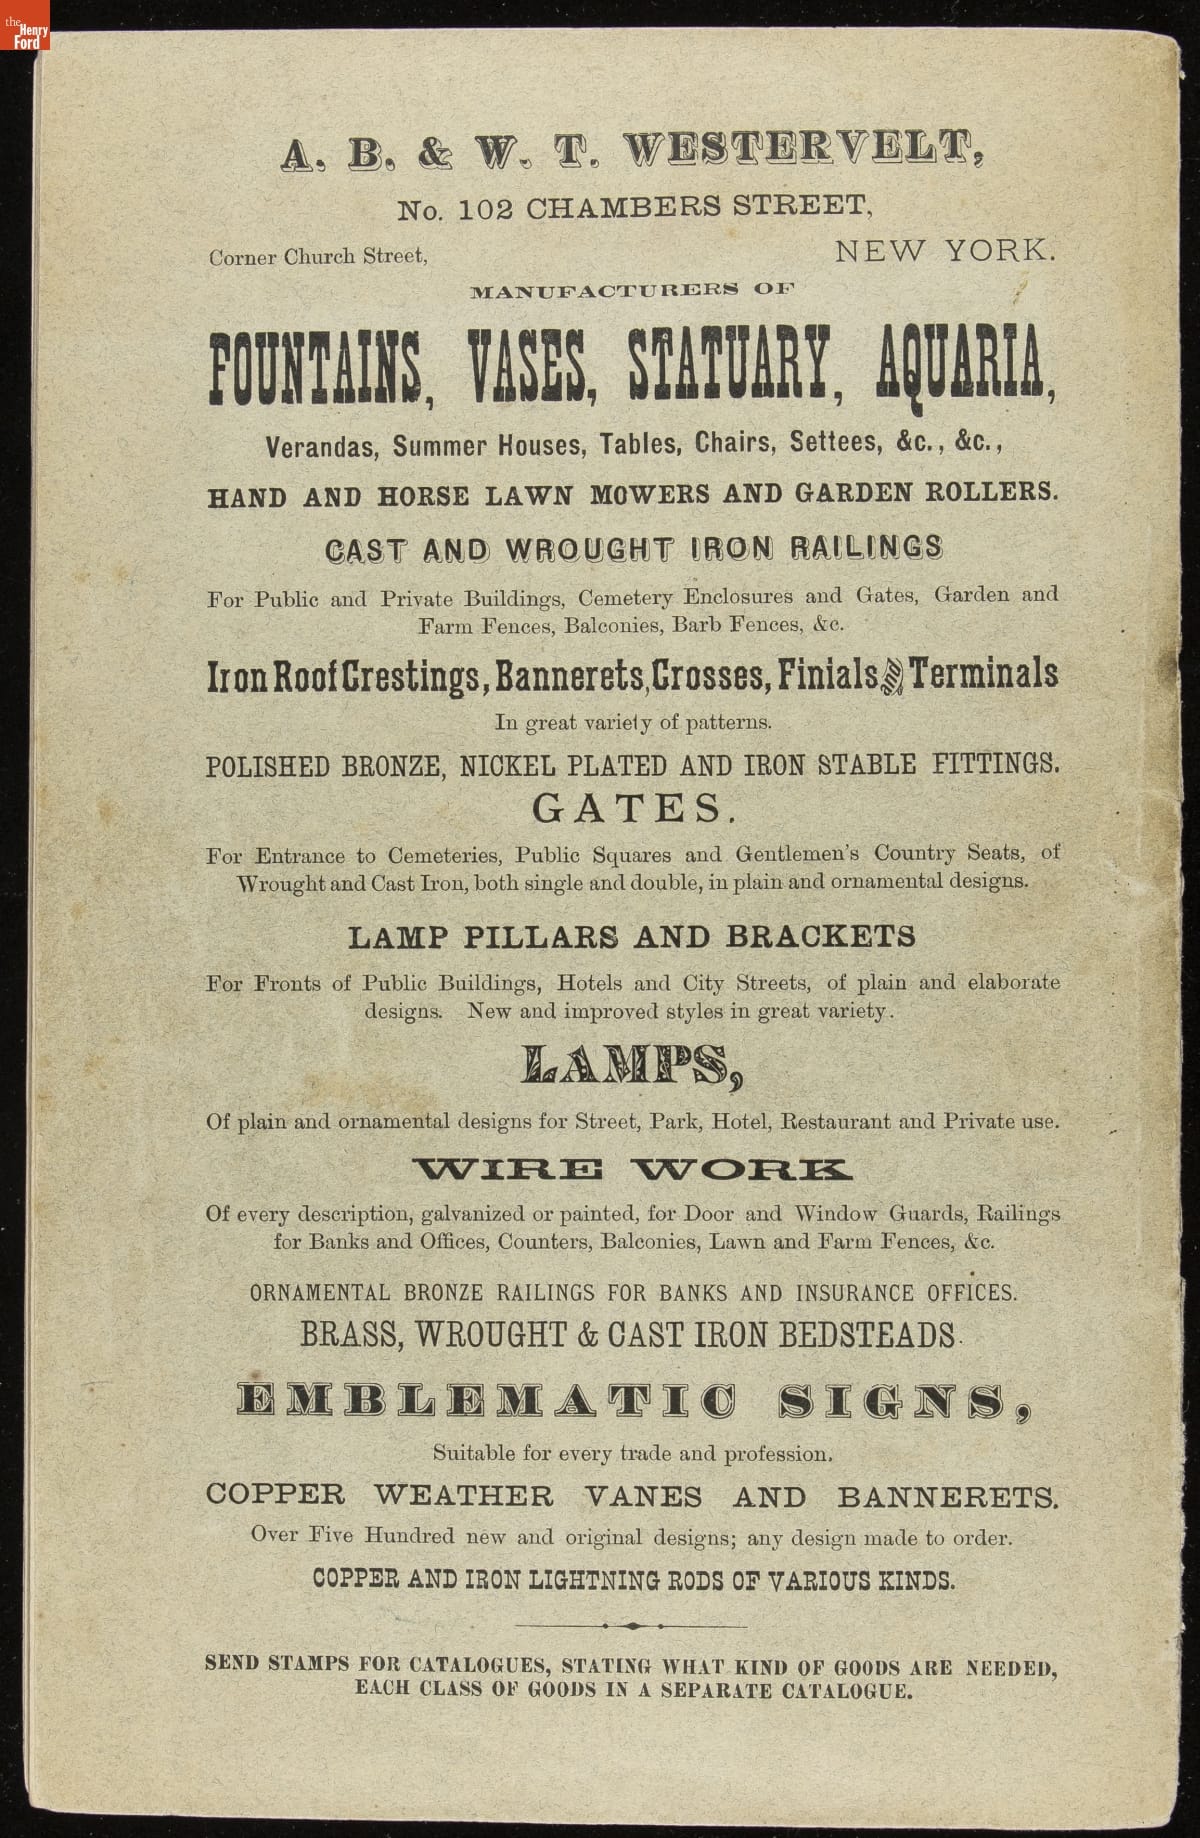 the
Henry
Ford
A. B. & W. T. WESTERVELT,
No. 102 CHAMBERS STREET,
Corner Church Street, NEW YORK.
MANUFACTURERS OF
FOUNTAINS, VASES, STATUARY, AQUARIA,
Verandas, Summer Houses, Tables, Chairs, Settees, &c., &c.,
HAND AND HORSE LAWN MOWERS AND GARDEN ROLLERS.
CAST AND WROUGHT IRON RAILINGS
For Public and Private Buildings, Cemetery Enclosures and Gates, Garden and
Farm Fences, Balconies, Barb Fences, &c.
Iron Roof Crestings, Bannerets, Crosses, Finials and Terminals
In great variety of patterns.
POLISHED BRONZE, NICKEL PLATED AND IRON STABLE FITTINGS.
GATES.
For Entrance to Cemeteries, Public Squares and Gentlemen's Country Seats, of
Wrought and Cast Iron, both single and double, in plain and ornamental designs.
LAMP PILLARS AND BRACKETS
For Fronts of Public Buildings, Hotels and City Streets, of plain and elaborate
designs. New and improved styles in great variety.
LAMPS,
Of plain and ornamental designs for Street, Park, Hotel, Restaurant and Private use.
WIRE WORK
Of every description, galvanized or painted, for Door and Window Guards, Railings
for Banks and Offices, Counters, Balconies, Lawn and Farm Fences, &c.
ORNAMENTAL BRONZE RAILINGS FOR BANKS AND INSURANCE OFFICES.
BRASS, WROUGHT & CAST IRON BEDSTEADS.
EMBLEMATIC SIGNS,
Suitable for every trade and profession.
COPPER WEATHER VANES AND BANNERETS.
Over Five Hundred new and original designs; any design made to order.
COPPER AND IRON LIGHTNING RODS OF VARIOUS KINDS.
SEND STAMPS FOR CATALOGUES, STATING WHAT KIND OF GOODS ARE NEEDED,
EACH CLASS OF GOODS IN A SEPARATE CATALOGUE.